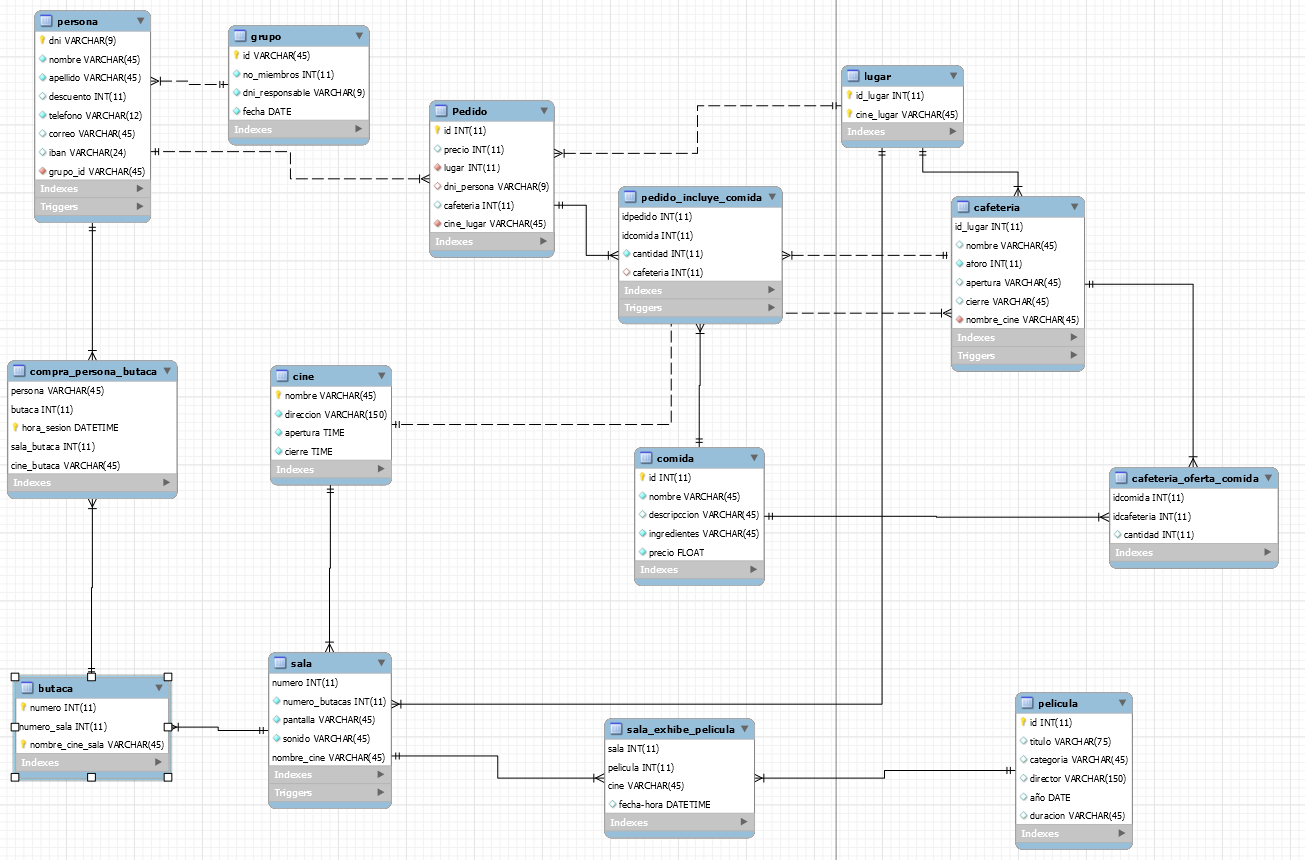 persona
dni VARCHAR(9)
nombre VARCHAR(45)
apellido VARCHAR(45)
descuento INT(11)
telefono VARCHAR(12)
correo VARCHAR(45)
iban VARCHAR(24)
grupo_id VARCHAR(45)
Indexes
Triggers
grupo
id VARCHAR(45)
no_miembros INT(11)
dni_responsable VARCHAR(9)
fecha DATE
Indexes
Pedido
id INT(11)
precio INT(11)
lugar INT(11)
dni_persona VARCHAR(9)
cafeteria INT(11)
cine_lugar VARCHAR(45)
Indexes
lugar
id_lugar INT(11)
cine_lugar VARCHAR(45)
Indexes
pedido_incluye_comida
idpedido INT(11)
idcomida INT(11)
cantidad INT(11)
cafeteria INT(11)
Indexes
Triggers
cafeteria
id_lugar INT(11)
nombre VARCHAR(45)
aforo INT(11)
apertura VARCHAR(45)
cierre VARCHAR(45)
nombre_cine VARCHAR(45)
Indexes
Triggers
compra_persona_butaca
persona VARCHAR(45)
butaca INT(11)
hora_sesion DATETIME
sala_butaca INT(11)
cine_butaca VARCHAR(45)
Indexes
cine
nombre VARCHAR(45)
direccion VARCHAR(150)
apertura TIME
cierre TIME
Indexes
comida
id INT(11)
nombre VARCHAR(45)
descripccion VARCHAR(45)
ingredientes VARCHAR(45)
precio FLOAT
Indexes
cafeteria_oferta_comida
idcomida INT(11)
idcafeteria INT(11)
cantidad INT(11)
Indexes
butaca
numero INT(11)
numero_sala INT(11)
nombre_cine_sala VARCHAR(45)
Indexes
sala
numero INT(11)
numero_butacas INT(11)
pantalla VARCHAR(45)
sonido VARCHAR(45)
nombre_cine VARCHAR(45)
Indexes
Triggers
sala_exhibe_pelicula
sala INT(11)
pelicula INT(11)
cine VARCHAR(45)
fecha-hora DATETIME
Indexes
pelicula
id INT(11)
titulo VARCHAR(75)
categoria VARCHAR(45)
director VARCHAR(150)
año DATE
duracion VARCHAR(45)
Indexes